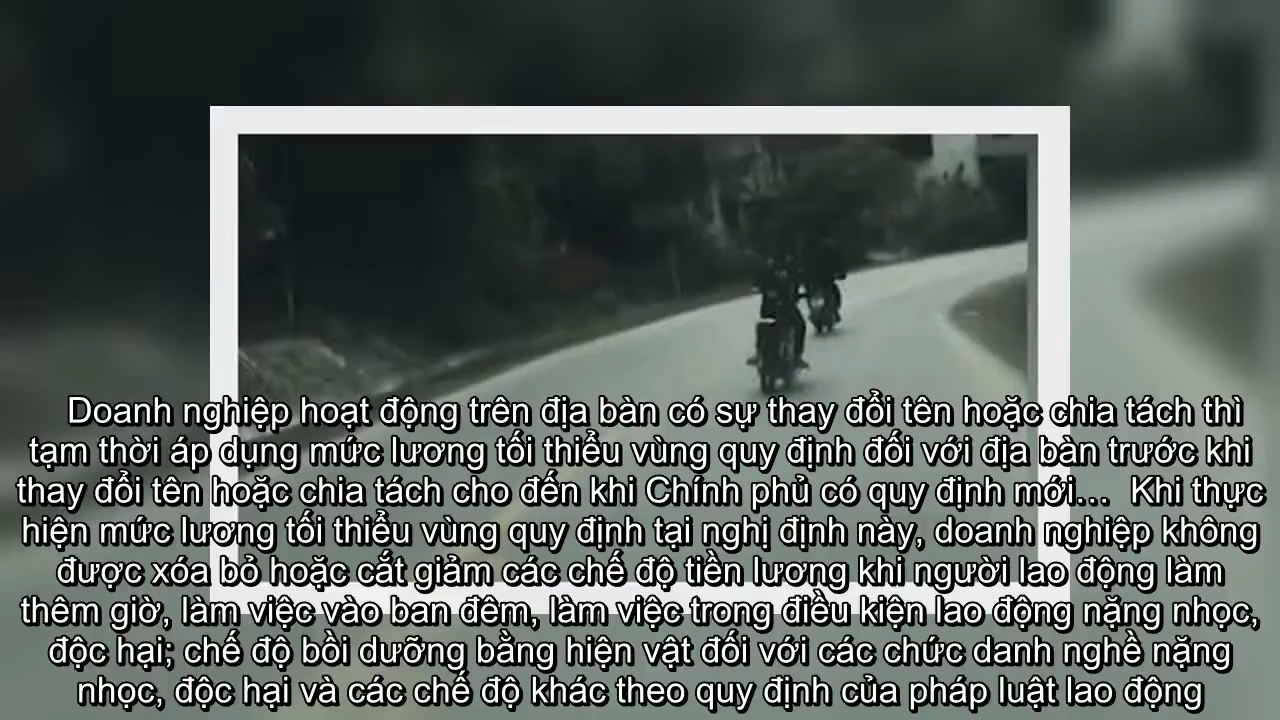 Doanh nghiệp hoạt động trên địa bàn có sự thay đổi tên hoặc chia tách thì
tạm thời áp dụng mức lương tối thiểu vùng quy định đối với địa bàn trước khi
thay đổi tên hoặc chia tách cho đến khi Chính phủ có quy định mới… Khi thực
hiện mức lương tối thiểu vùng quy định tại nghị định này, doanh nghiệp không
được xóa bỏ hoặc cắt giảm các chế độ tiền lương khi người lao động làm
thêm giờ, làm việc vào ban đêm, làm việc trong điều kiện lao động nặng nhọc,
độc hại; chế độ bồi dưỡng bằng hiện vật đối với các chức danh nghề nặng
nhọc, độc hại và các chế độ khác theo quy định của pháp luật lao động